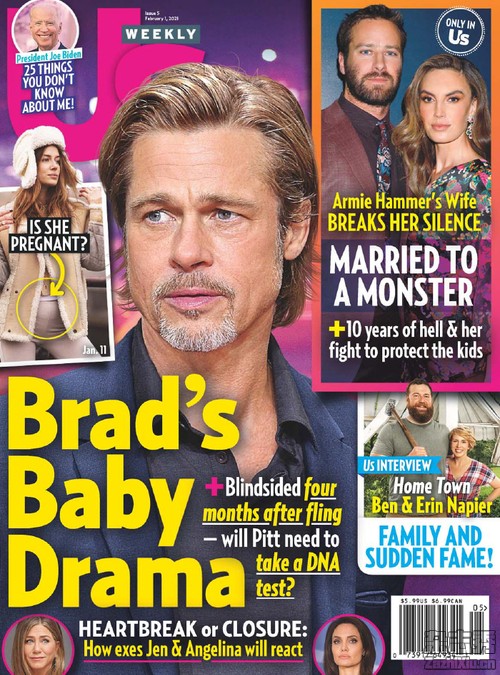 Issue 5
February 1, 2021
Us
WEEKLY
President Joe Biden
25 THINGS
YOU DON'T
KNOW
ABOUT ME!
ONLY IN
Us
IS SHE
PREGNANT?
Jan. 11
Armie Hammer's Wife
BREAKS HER SILENCE
MARRIED TO
A MONSTER
+10 years of hell & her
fight to protect the kids
Brad's
Baby
Drama
+Blindsided four
months after fling
– will Pitt need to
take a DNA
test?
Us INTERVIEW
Home Town
Ben & Erin Napier
FAMILY AND
SUDDEN FAME!
HEARTBREAK or CLOSURE:
How exes Jen & Angelina will react
$5.99US $6.99CAN
05>